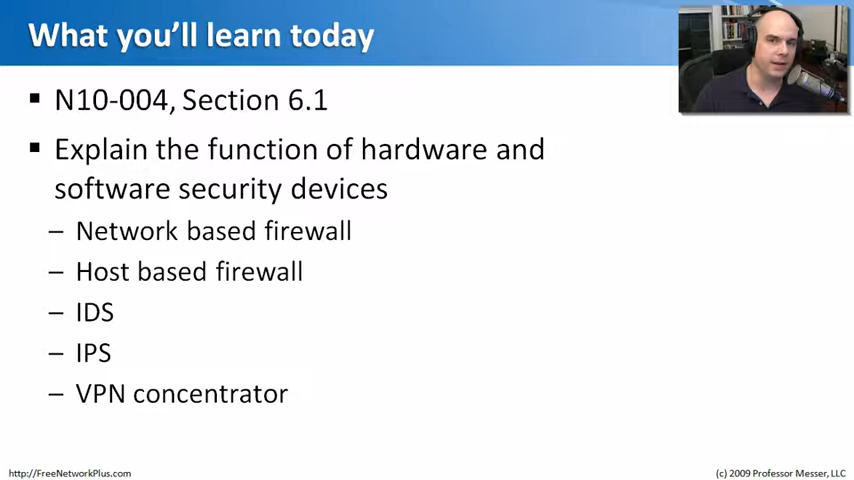 What you'll learn today
▪ N10-004, Section 6.1
▪ Explain the function of hardware and
software security devices
– Network based firewall
– Host based firewall
– IDS
– IPS
– VPN concentrator
http://FreeNetworkPlus.com
(c) 2009 Professor Messer, LLC